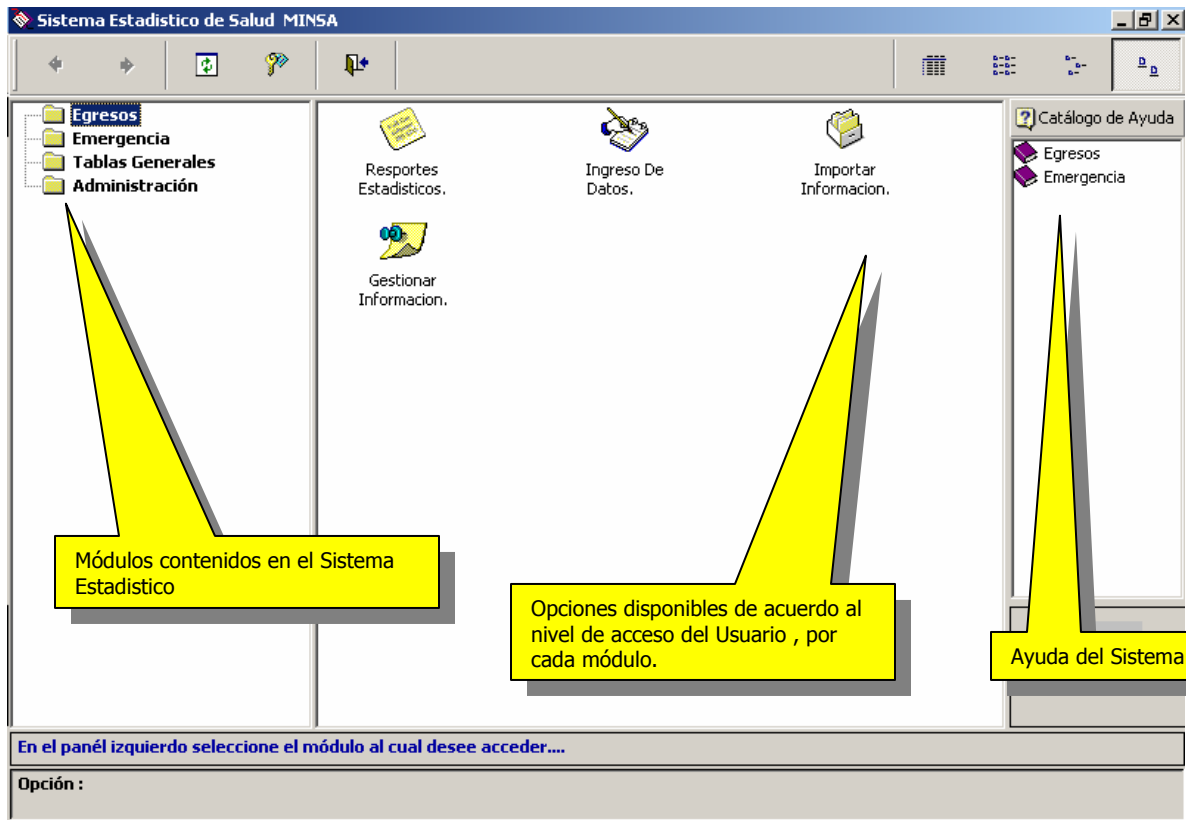 Sistema Estadistico de Salud MINSA
Egresos
Emergencia
Tablas Generales
Administración
Resportes
Estadisticos.
Ingreso De
Datos.
Importar
Informacion.
Gestionar
Informacion.
Catálogo de Ayuda
Egresos
Emergencia
Módulos contenidos en el Sistema
Estadistico
Opciones disponibles de acuerdo al
nivel de acceso del Usuario , por
cada módulo.
Ayuda del Sistema
En el panél izquierdo seleccione el módulo al cual desee acceder....
Opción :